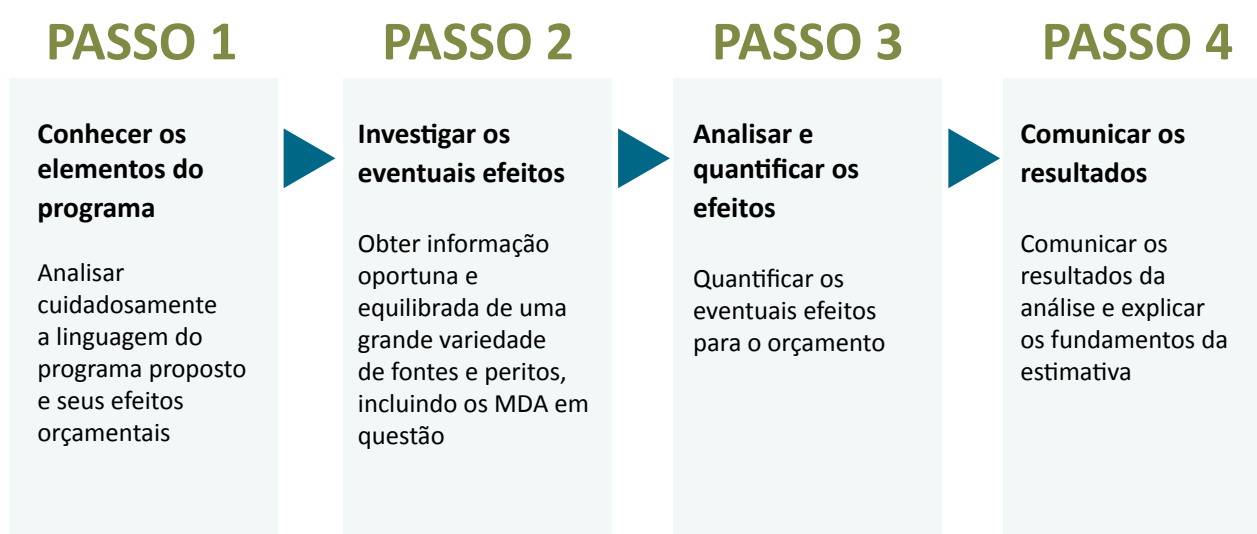 PASSO 1
Conhecer os
elementos do
programa
Analisar
cuidadosamente
a linguagem do
programa proposto
e seus efeitos
orçamentais
PASSO 2
Investigar os
eventuais efeitos
Obter informação
oportuna e
equilibrada de uma
grande variedade
de fontes e peritos,
incluindo os MDA em
questão
PASSO 3
Analisar e
quantificar os
efeitos
Quantificar os
eventuais efeitos
para o orçamento
PASSO 4
Comunicar os
resultados
Comunicar os
resultados da
análise e explicar
os fundamentos da
estimativa